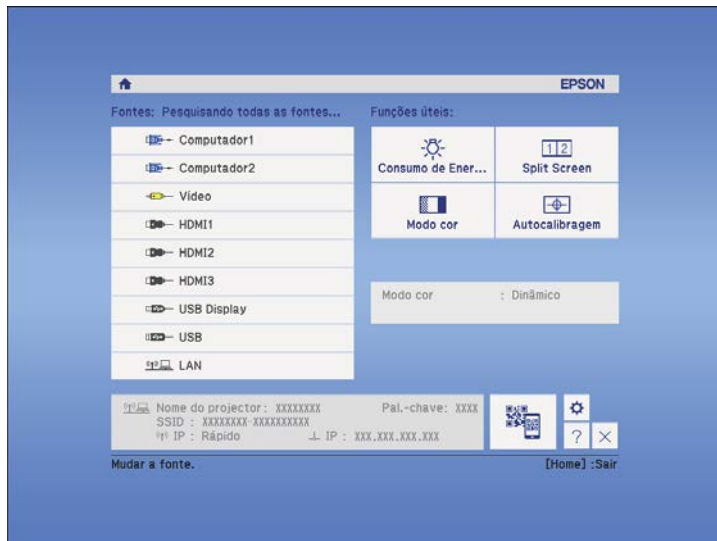 EPSON
Fontes: Pesquisando todas as fontes...
Funções úteis:
Computador1
Computador2
Vídeo
HDMI1
HDMI2
HDMI3
USB Display
USB
LAN
Consumo de Ener...
1 2
Split Screen
Modo cor
Autocalibragem
Modo cor : Dinâmico
Nome do projector : XXXXXXXX Pal.-chave: XXXX
SSID : XXXXXXXX-XXXXXXXXXX
IP : Rápido IP : XXX.XXX.XXX.XXX
?
Mudar a fonte. [Home] :Sair